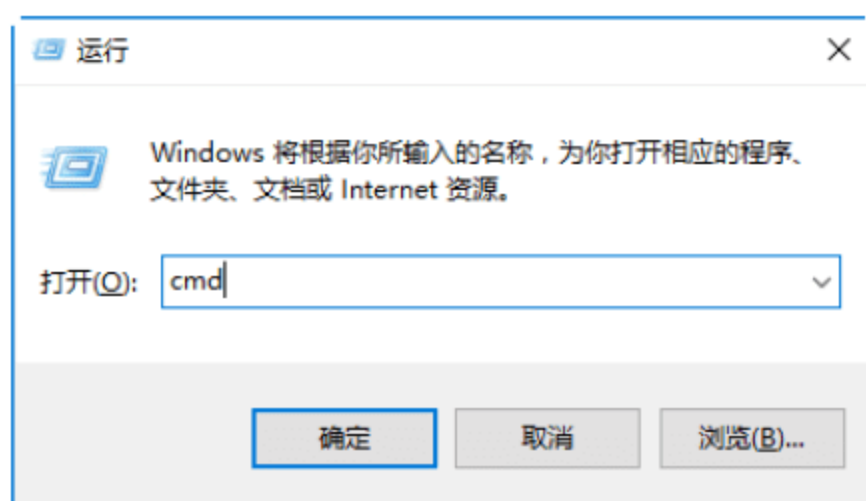 运行
Windows 将根据你所输入的名称，为你打开相应的程序、
文件夹、文档或 Internet 资源。
打开(O): cmd
确定 取消 浏览(B)...